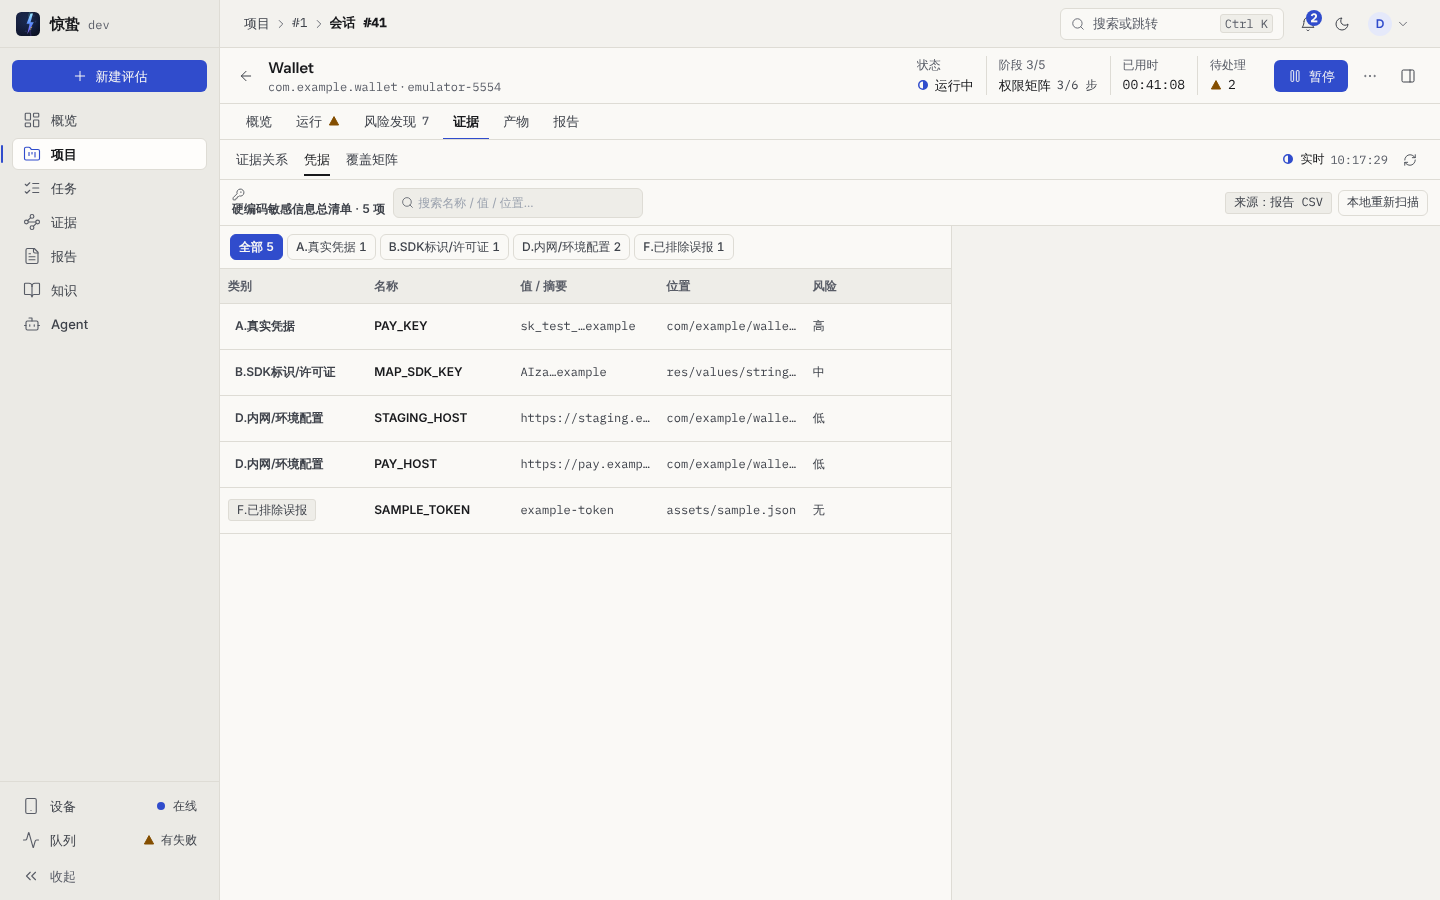 惊蛰 dev
项目 > #1 > 会话 #41
搜索或跳转 Ctrl K
2
D
新建评估
概览
项目
任务
证据
报告
知识
Agent
设备 在线
队列 有失败
收起
Wallet
com.example.wallet · emulator-5554
状态
运行中
阶段 3/5
权限矩阵 3/6 步
已用时
00:41:08
待处理
2
暂停
概览 运行 风险发现 7 证据 产物 报告
证据关系 凭据 覆盖矩阵
实时 10:17:29
硬编码敏感信息总清单 · 5 项
搜索名称 / 值 / 位置…
来源：报告 CSV
本地重新扫描
全部 5 A.真实凭据 1 B.SDK标识/许可证 1 D.内网/环境配置 2 F.已排除误报 1
类别 名称 值 / 摘要 位置 风险
A.真实凭据 PAY_KEY sk_test_…example com/example/walle… 高
B.SDK标识/许可证 MAP_SDK_KEY AIza…example res/values/string… 中
D.内网/环境配置 STAGING_HOST https://staging.e… com/example/walle… 低
D.内网/环境配置 PAY_HOST https://pay.examp… com/example/walle… 低
F.已排除误报 SAMPLE_TOKEN example-token assets/sample.json 无